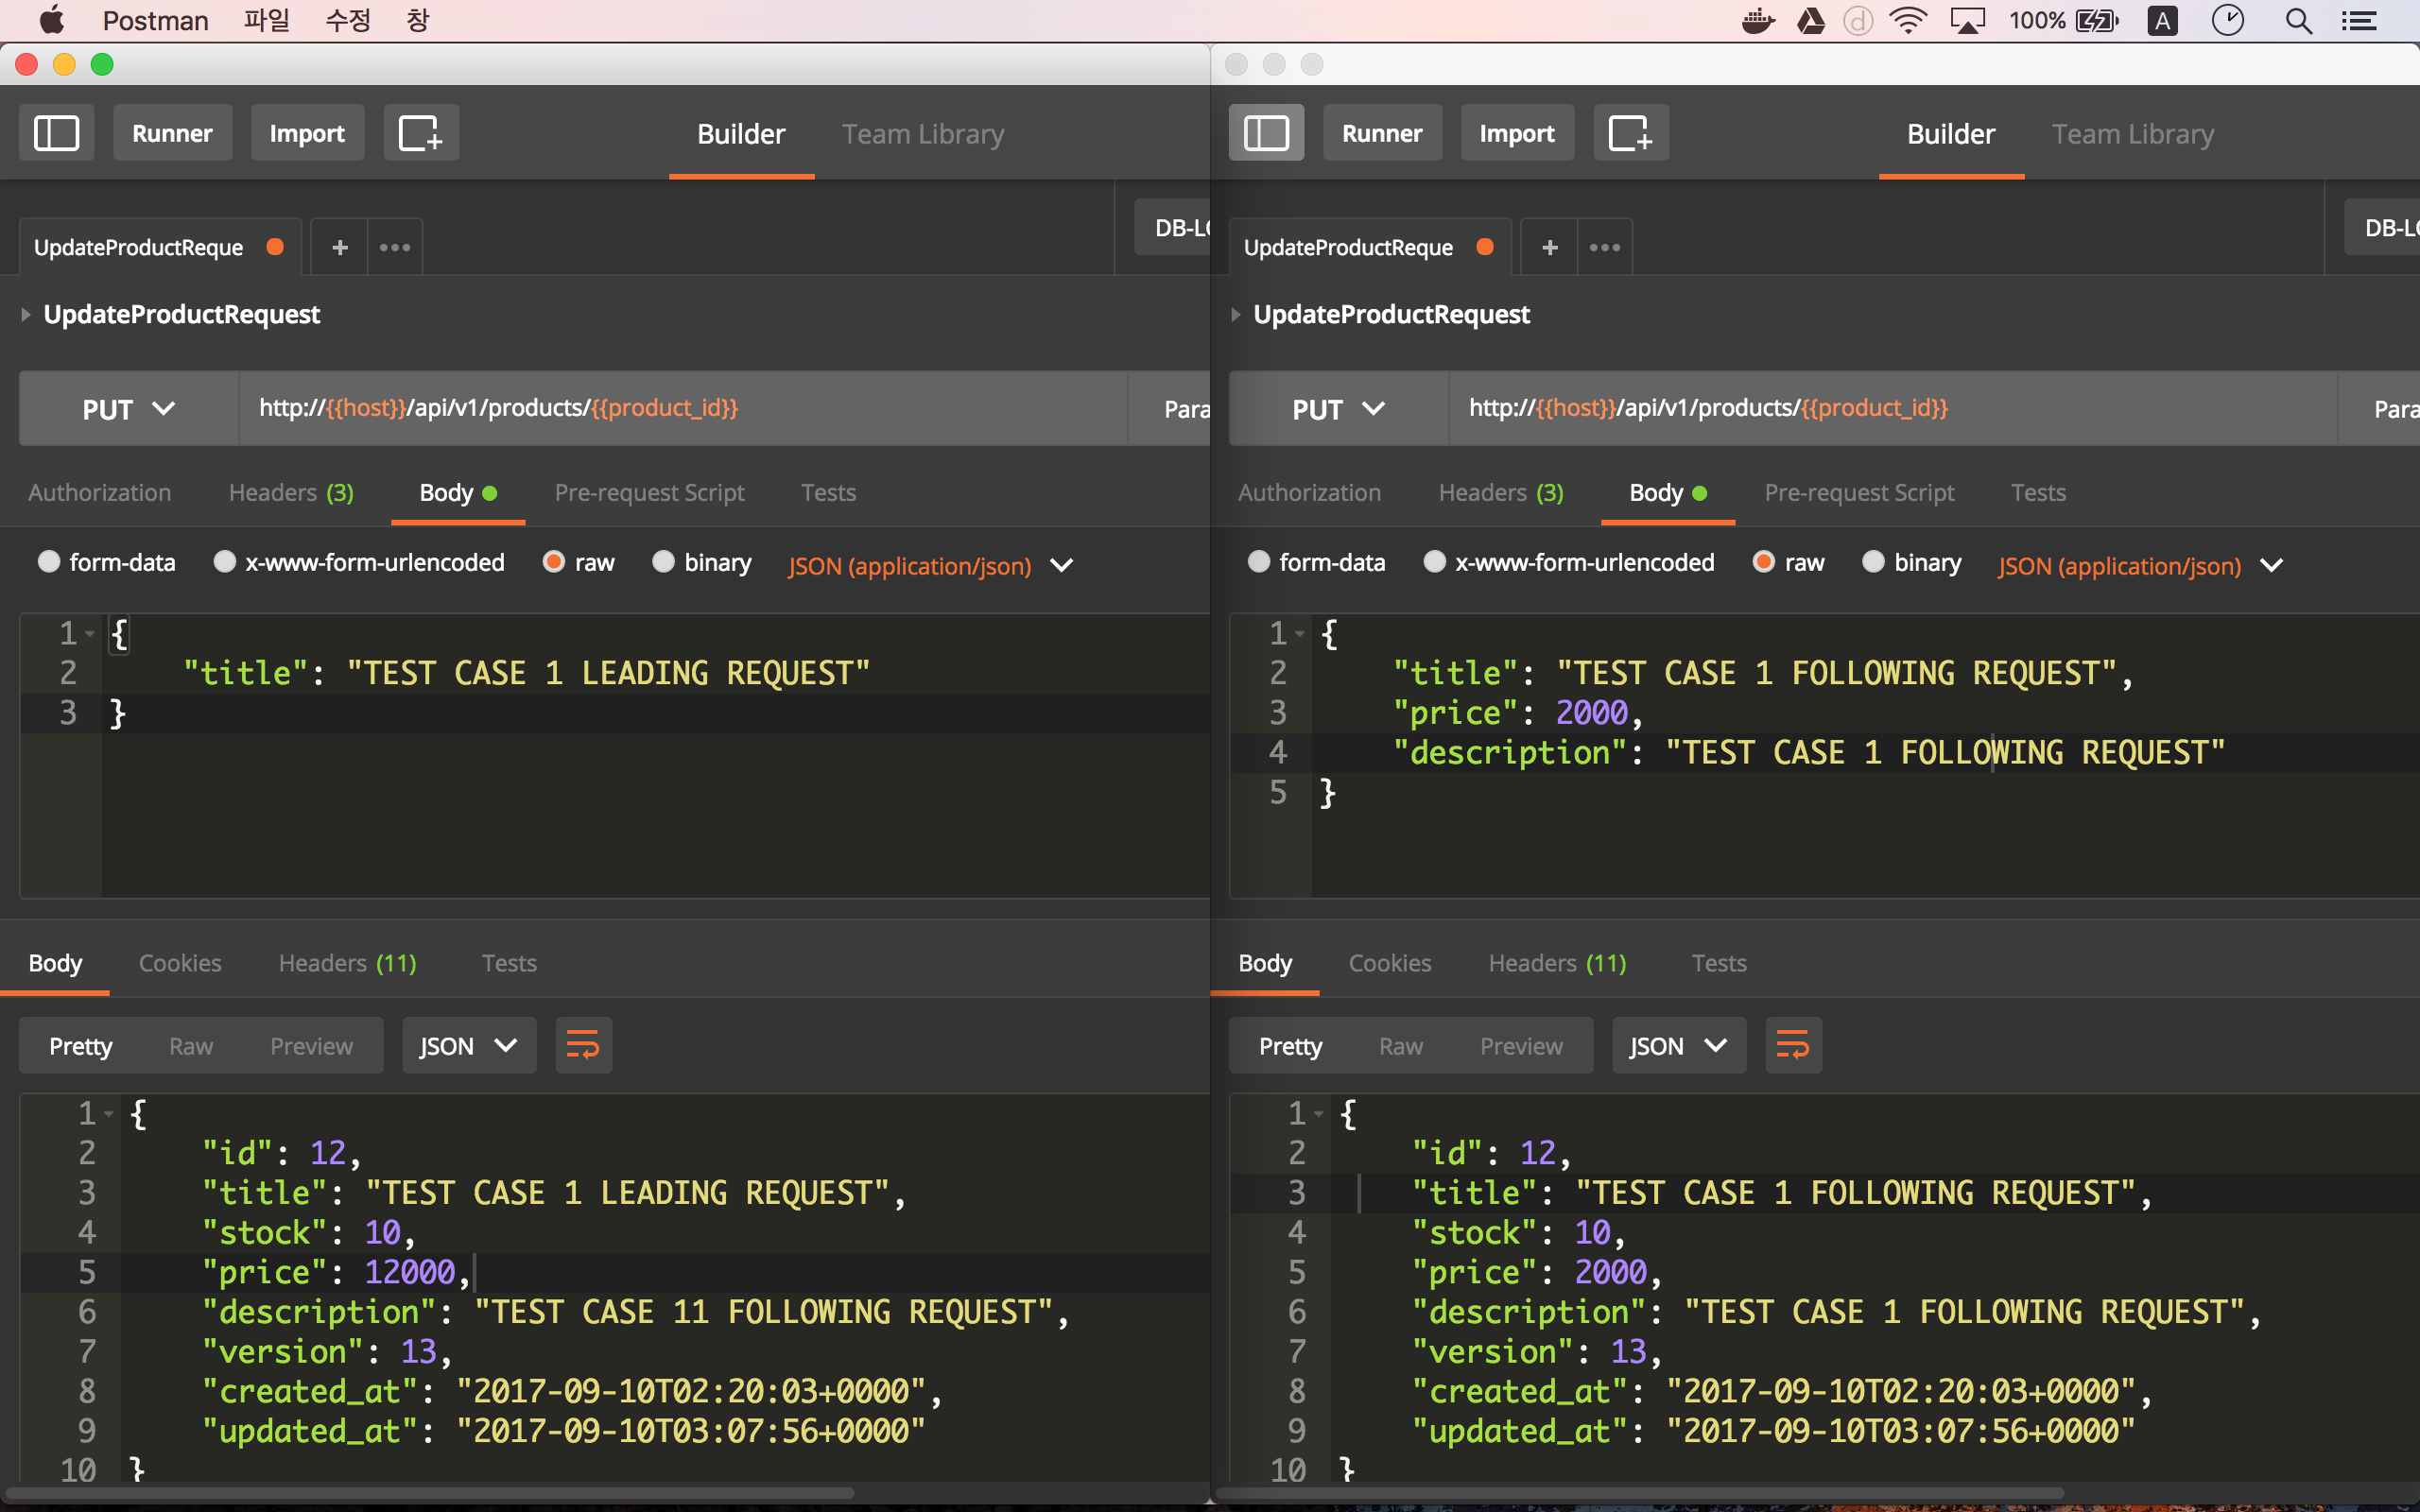 Postman 파일 수정 창 100% A
Runner Import Builder Team Library
UpdateProductReque + ••• DB-L
UpdateProductRequest
PUT http://{{host}}/api/v1/products/{{product_id}} Para
Authorization Headers (3) Body Pre-request Script Tests
form-data x-www-form-urlencoded raw binary JSON (application/json)
1 {
2 "title": "TEST CASE 1 LEADING REQUEST"
3 }
Body Cookies Headers (11) Tests
Pretty Raw Preview JSON
1 {
2 "id": 12,
3 "title": "TEST CASE 1 LEADING REQUEST",
4 "stock": 10,
5 "price": 12000,
6 "description": "TEST CASE 11 FOLLOWING REQUEST",
7 "version": 13,
8 "created_at": "2017-09-10T02:20:03+0000",
9 "updated_at": "2017-09-10T03:07:56+0000"
10 }
Runner Import Builder Team Library
UpdateProductReque + ••• DB-L
UpdateProductRequest
PUT http://{{host}}/api/v1/products/{{product_id}} Para
Authorization Headers (3) Body Pre-request Script Tests
form-data x-www-form-urlencoded raw binary JSON (application/json)
1 {
2 "title": "TEST CASE 1 FOLLOWING REQUEST",
3 "price": 2000,
4 "description": "TEST CASE 1 FOLLOWING REQUEST"
5 }
Body Cookies Headers (11) Tests
Pretty Raw Preview JSON
1 {
2 "id": 12,
3 "title": "TEST CASE 1 FOLLOWING REQUEST",
4 "stock": 10,
5 "price": 2000,
6 "description": "TEST CASE 1 FOLLOWING REQUEST",
7 "version": 13,
8 "created_at": "2017-09-10T02:20:03+0000",
9 "updated_at": "2017-09-10T03:07:56+0000"
10 }